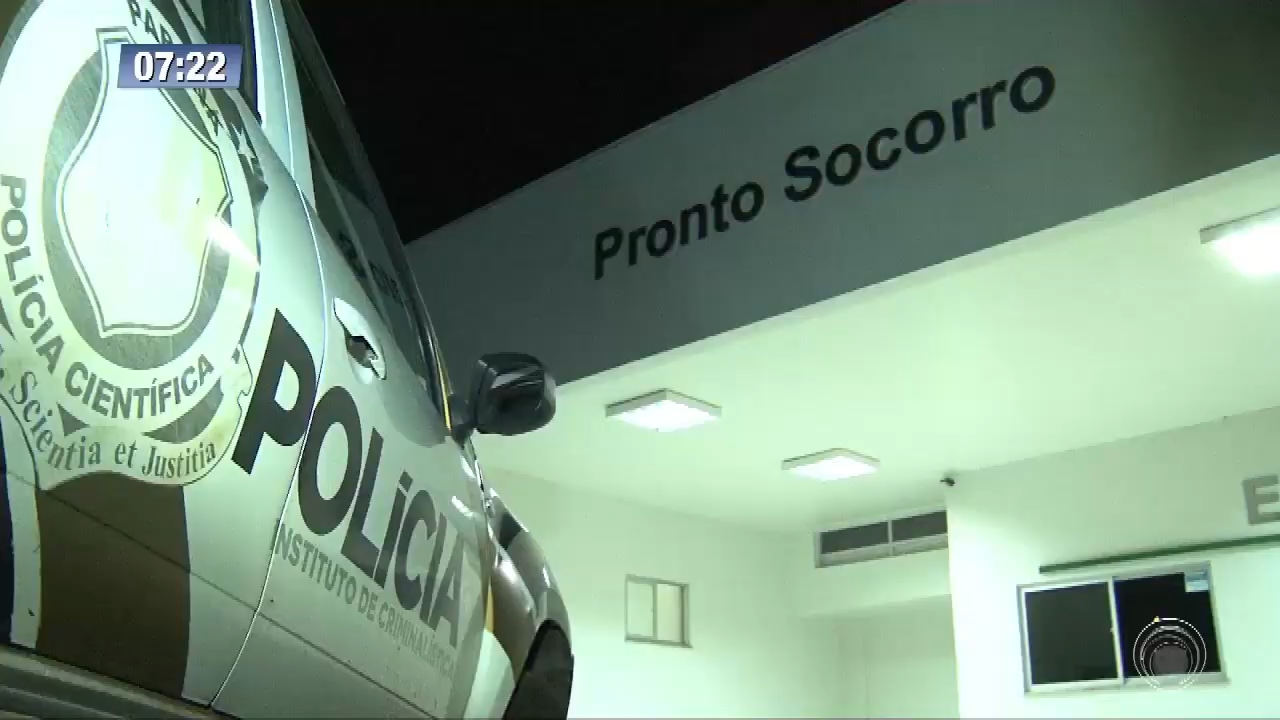 07:22
Pronto Socorro
POLÍCIA CIENTÍFICA
Scientia et Justitia
POLÍCIA
INSTITUTO DE CRIMINALÍSTICA
E